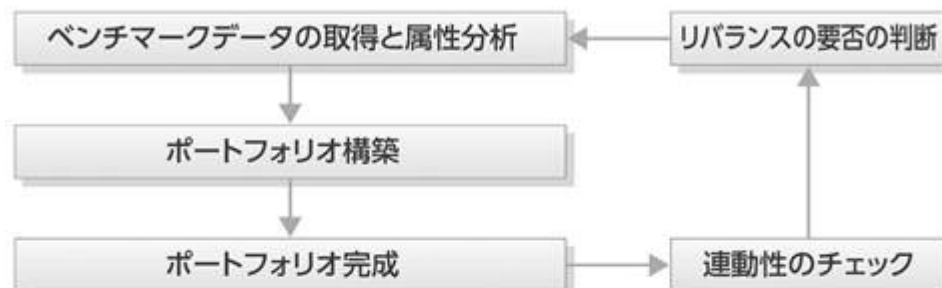 ベンチマークデータの取得と属性分析
リバランスの要否の判断
ポートフォリオ構築
ポートフォリオ完成
連動性のチェック